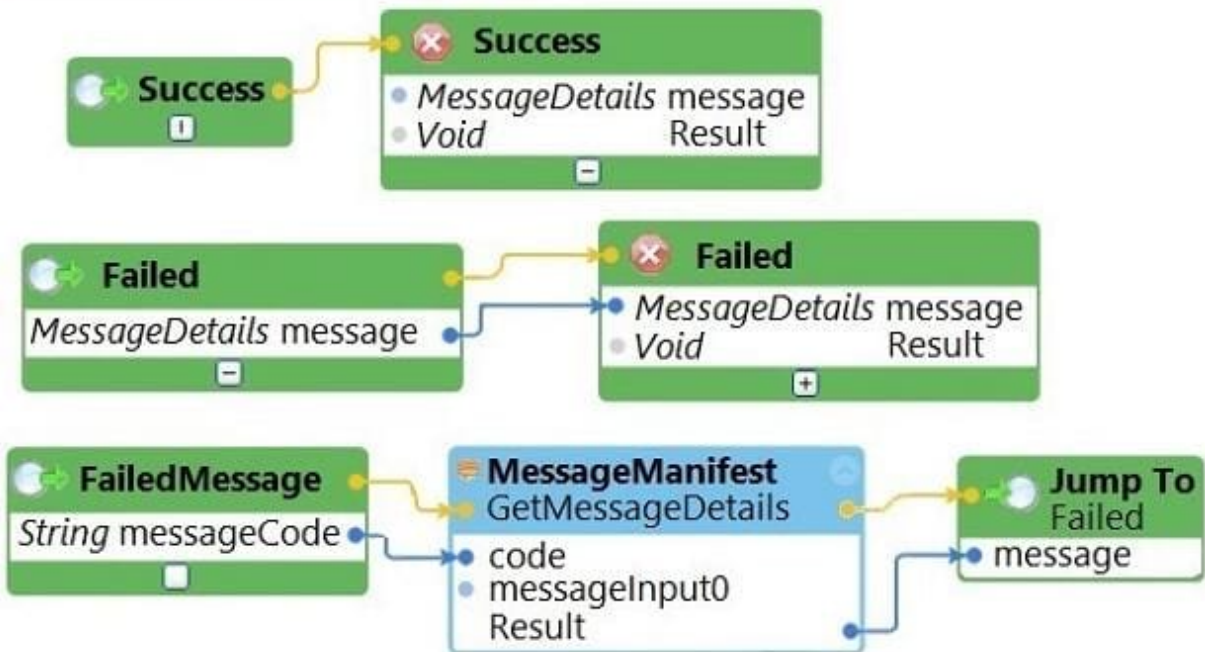 Success
Success
MessageDetails message
Void Result
Failed
MessageDetails message
Failed
MessageDetails message
Void Result
FailedMessage
String messageCode
MessageManifest
GetMessageDetails
code
messageInput0
Result
Jump To
Failed
message